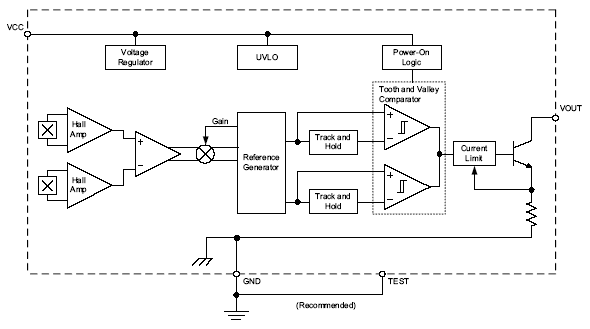 VCC
Voltage
Regulator
UVLO
Power-On
Logic
Tooth and Valley
Comparator
VOUT
Gain
Hall
Amp
+
−
Hall
Amp
Reference
Generator
Track and
Hold
+
−
Current
Limit
Track and
Hold
+
−
GND
TEST
(Recommended)